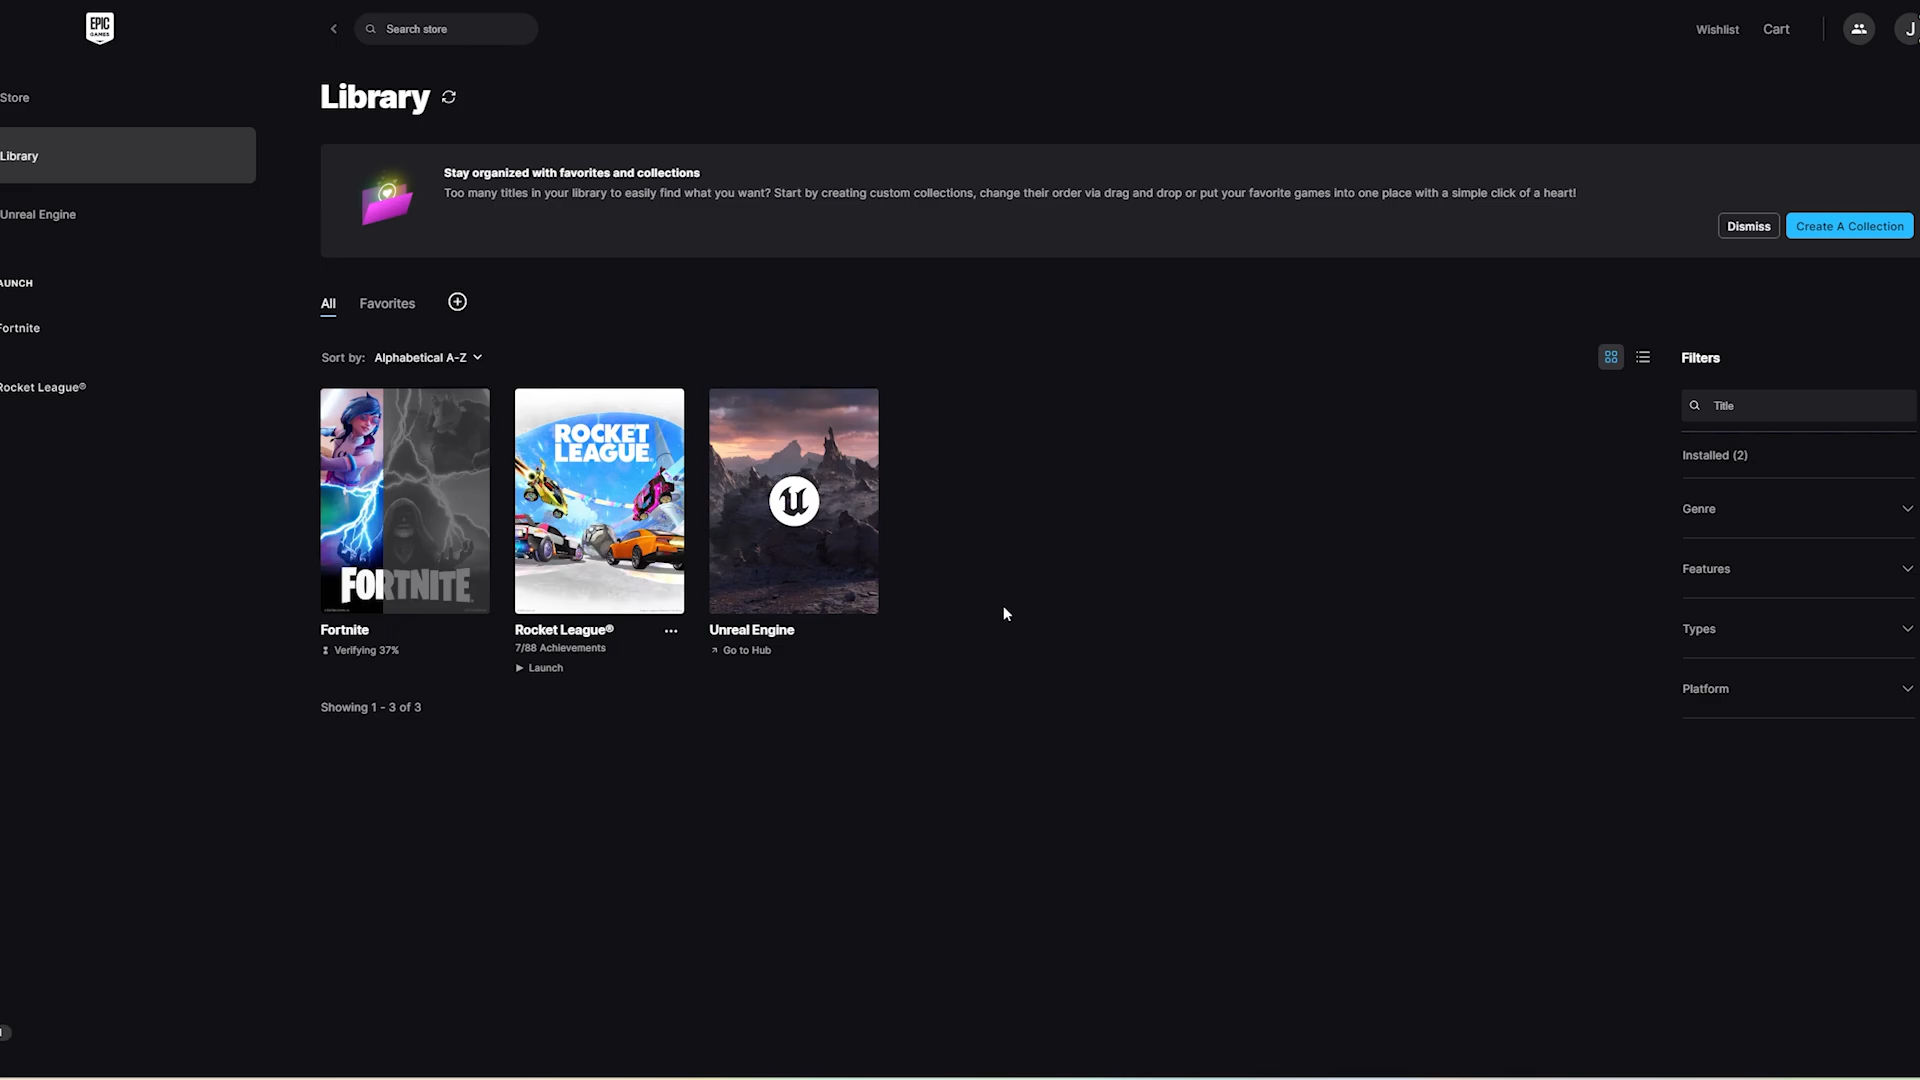 EPIC
GAMES
Search store
Wishlist
Cart
J
Store
Library
Unreal Engine
AUNCH
Fortnite
Rocket League®
Library
Stay organized with favorites and collections
Too many titles in your library to easily find what you want? Start by creating custom collections, change their order via drag and drop or put your favorite games into one place with a simple click of a heart!
Dismiss
Create A Collection
All
Favorites
Sort by: Alphabetical A-Z
Filters
Title
Installed (2)
Genre
Features
Types
Platform
FORTNITE
ROCKET
LEAGUE
Fortnite
Verifying 37%
Rocket League®
7/88 Achievements
Launch
Unreal Engine
Go to Hub
Showing 1 - 3 of 3